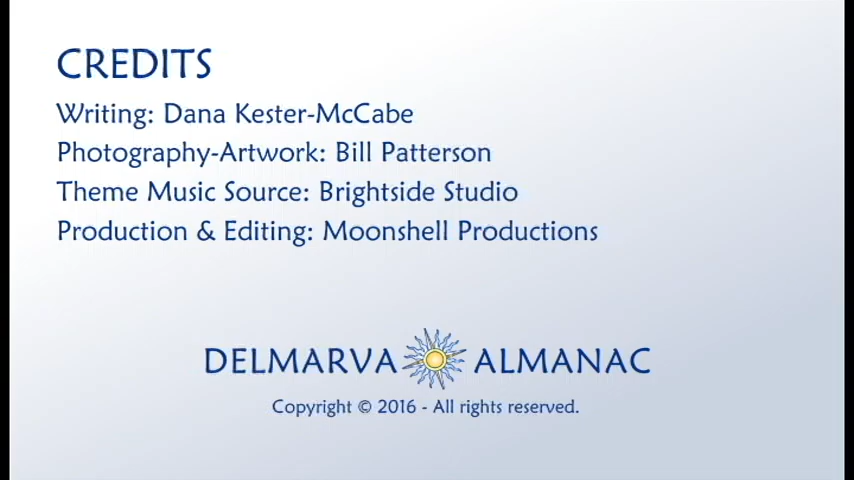 CREDITS
Writing: Dana Kester-McCabe
Photography-Artwork: Bill Patterson
Theme Music Source: Brightside Studio
Production & Editing: Moonshell Productions
DELMARVA ALMANAC
Copyright © 2016 - All rights reserved.